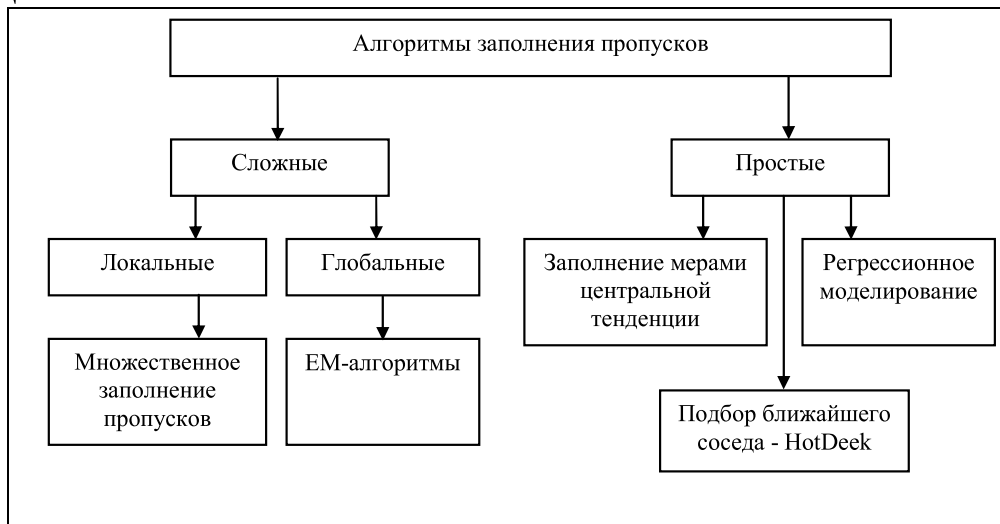 Алгоритмы заполнения пропусков
Сложные
Простые
Локальные
Глобальные
Заполнение мерами
центральной
тенденции
Регрессионное
моделирование
Множественное
заполнение
пропусков
ЕМ-алгоритмы
Подбор ближайшего
соседа - HotDeek